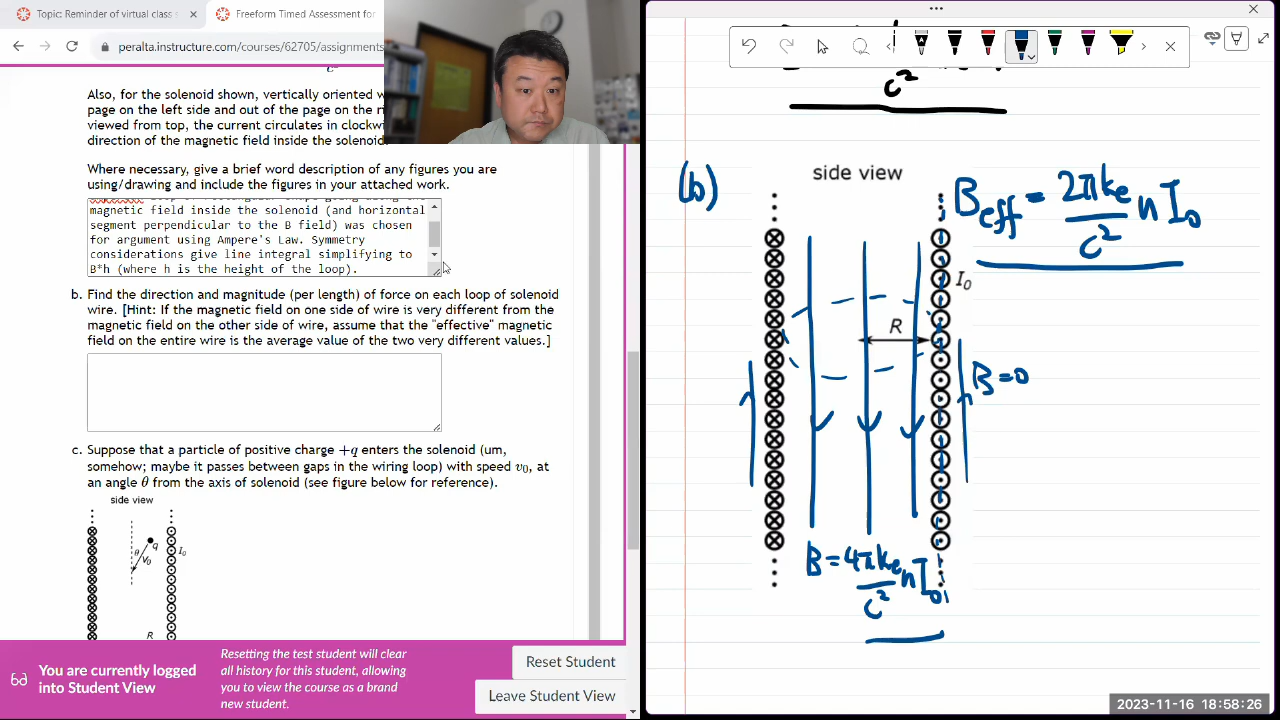 Topic: Reminder of virtual class s
Freeform Timed Assessment for
peralta.instructure.com/courses/62705/assignments
c²
Also, for the solenoid shown, vertically oriented w
page on the left side and out of the page on the ri
viewed from top, the current circulates in clockwi
direction of the magnetic field inside the solenoid
Where necessary, give a brief word description of any figures you are
using/drawing and include the figures in your attached work.
magnetic field inside the solenoid (and horizontal
segment perpendicular to the B field) was chosen
for argument using Ampere's Law. Symmetry
considerations give line integral simplifying to
B*h (where h is the height of the loop).
b. Find the direction and magnitude (per length) of force on each loop of solenoid
wire. [Hint: If the magnetic field on one side of wire is very different from the
magnetic field on the other side of wire, assume that the "effective" magnetic
field on the entire wire is the average value of the two very different values.]
c. Suppose that a particle of positive charge +q enters the solenoid (um,
somehow; maybe it passes between gaps in the wiring loop) with speed v₀, at
an angle θ from the axis of solenoid (see figure below for reference).
side view
q
θ
v₀
I₀
R
You are currently logged
into Student View
Resetting the test student will clear
all history for this student, allowing
you to view the course as a brand
new student.
Reset Student
Leave Student View
c²
(b)
side view
B_eff = 2πkₑ/c² n I₀
I₀
R
B=0
B = 4πkₑ/c² n I₀
2023-11-16 18:58:26